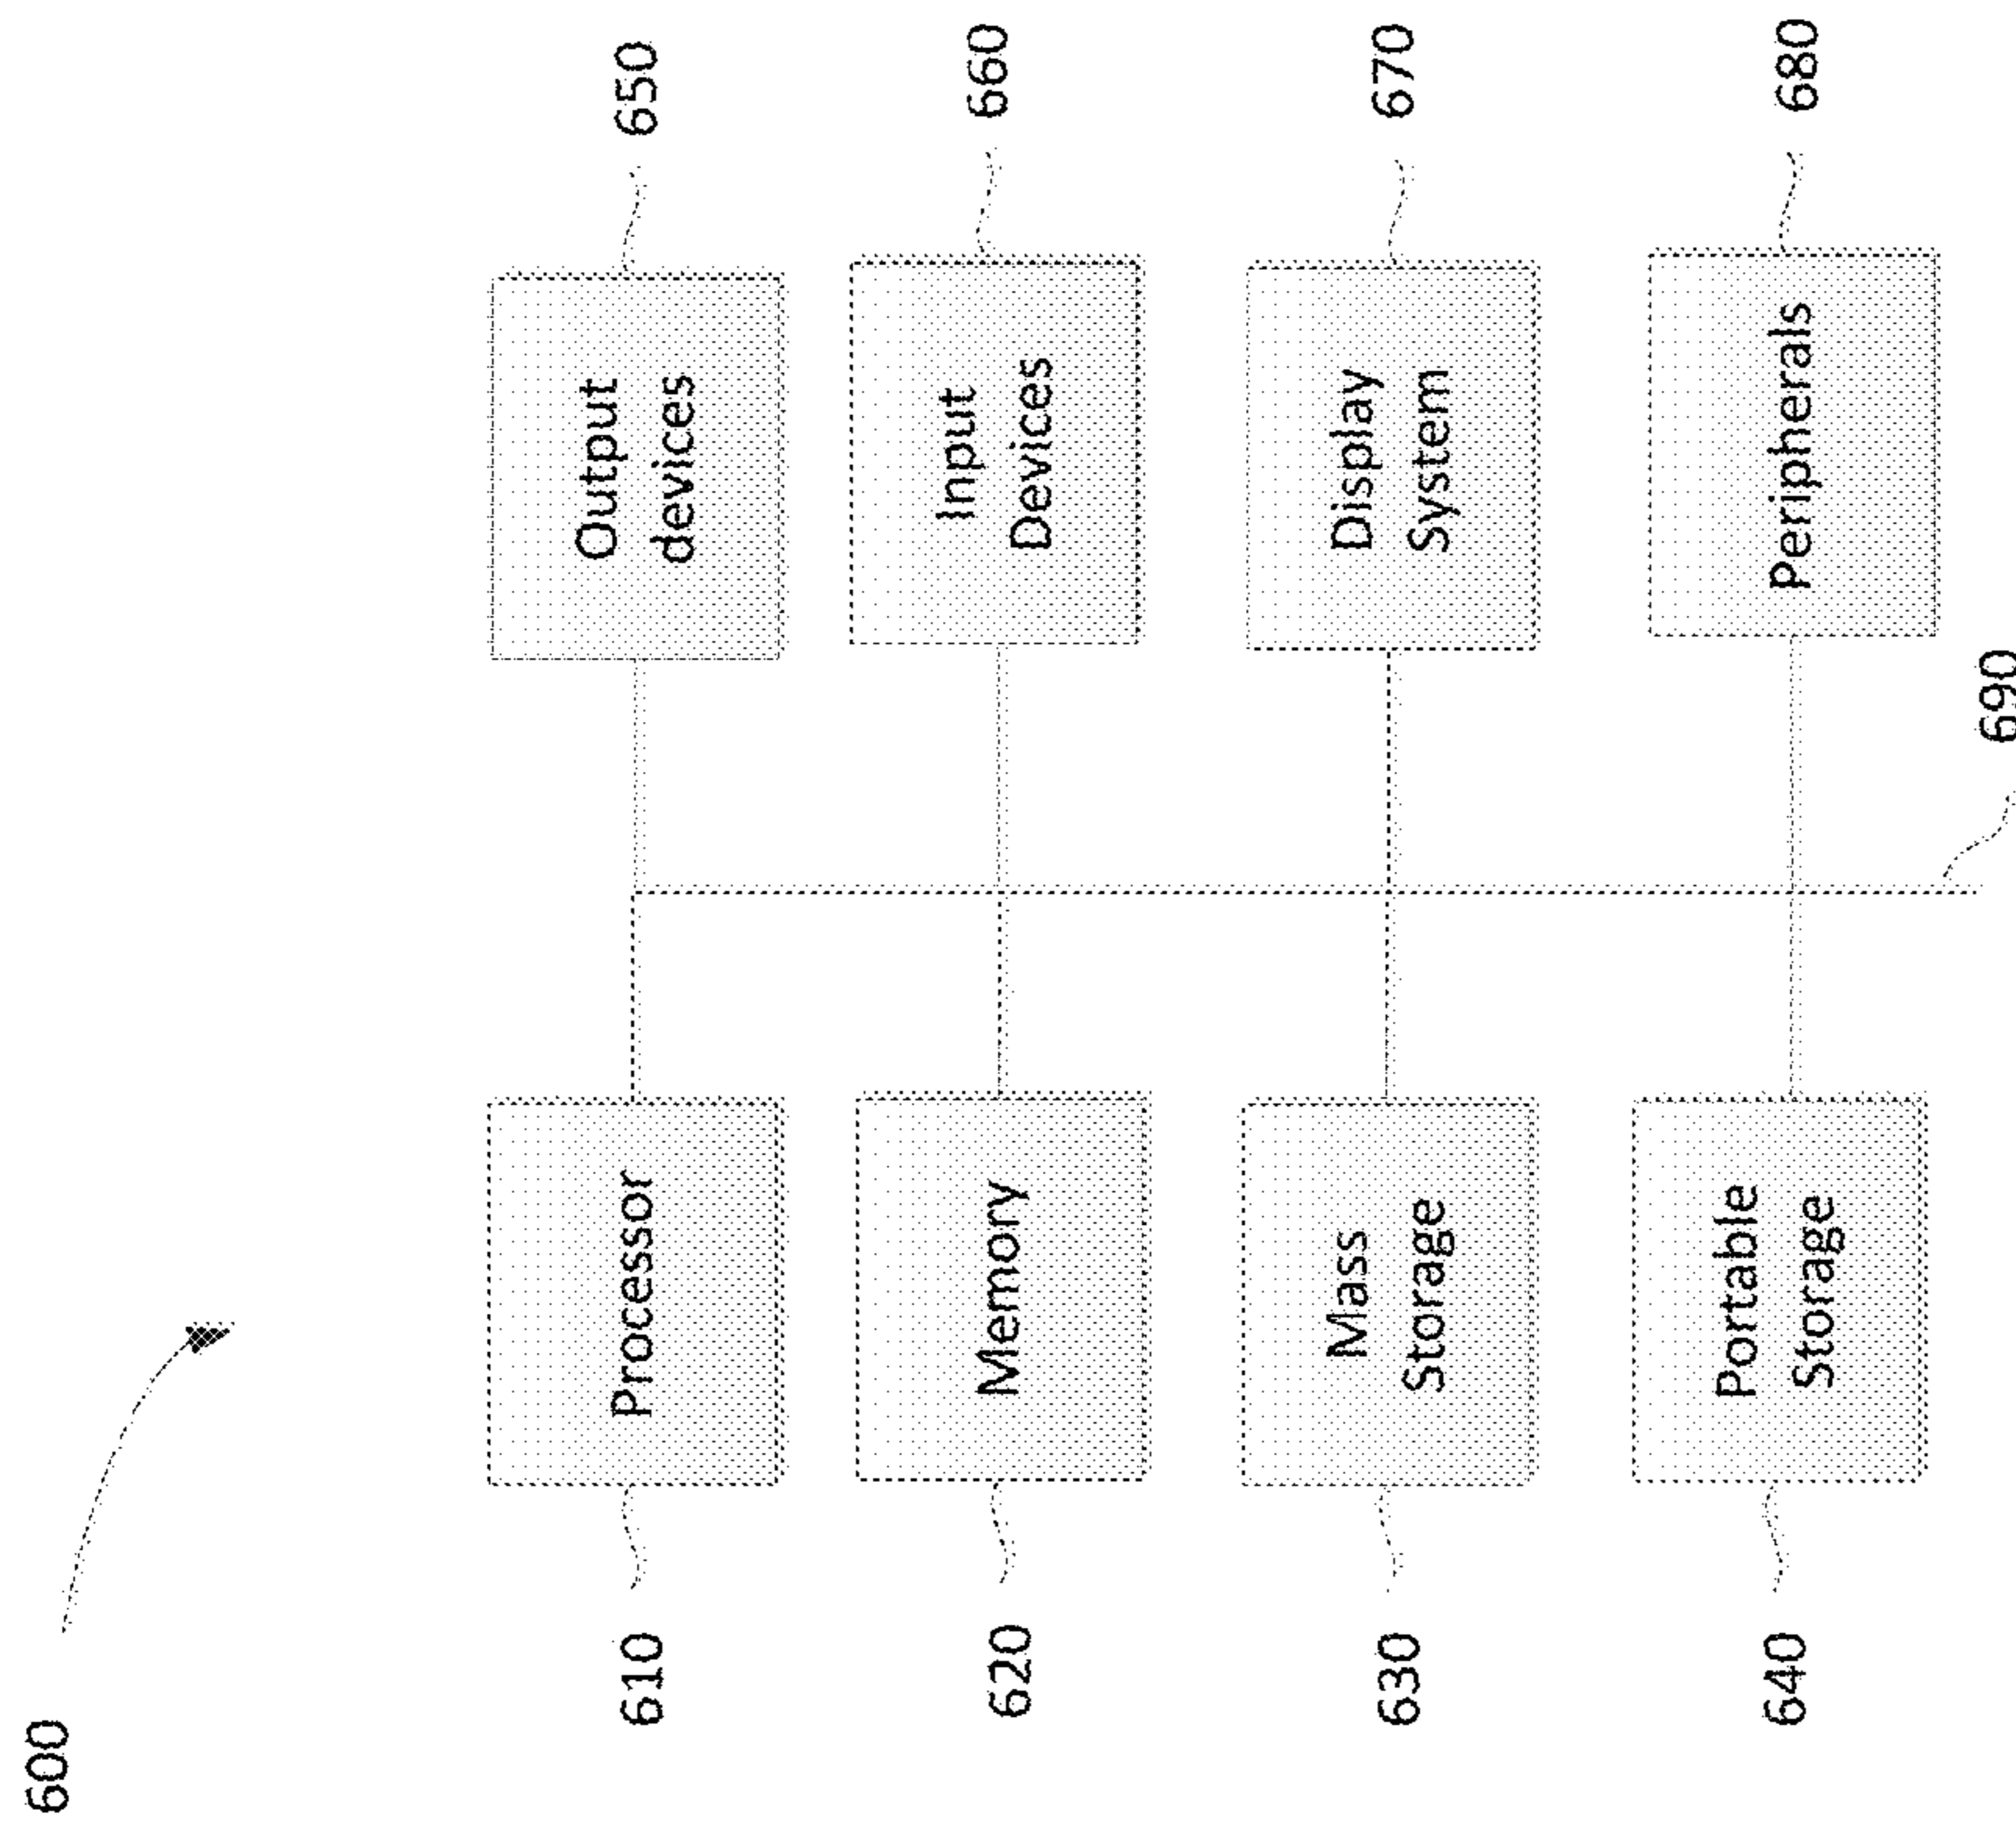 600
610
Processor
Output
devices
650
620
Memory
Input
Devices
660
630
Mass
Storage
Display
System
670
640
Portable
Storage
Peripherals
680
690